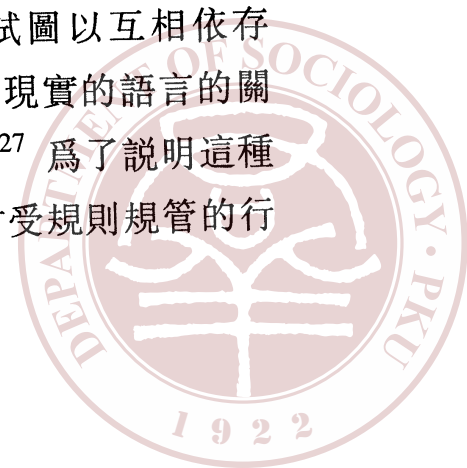 試圖以互相依存
現實的語言的關
27 爲了説明這種
受規則規管的行
DEPARTMENT OF SOCIOLOGY · PKU
1922